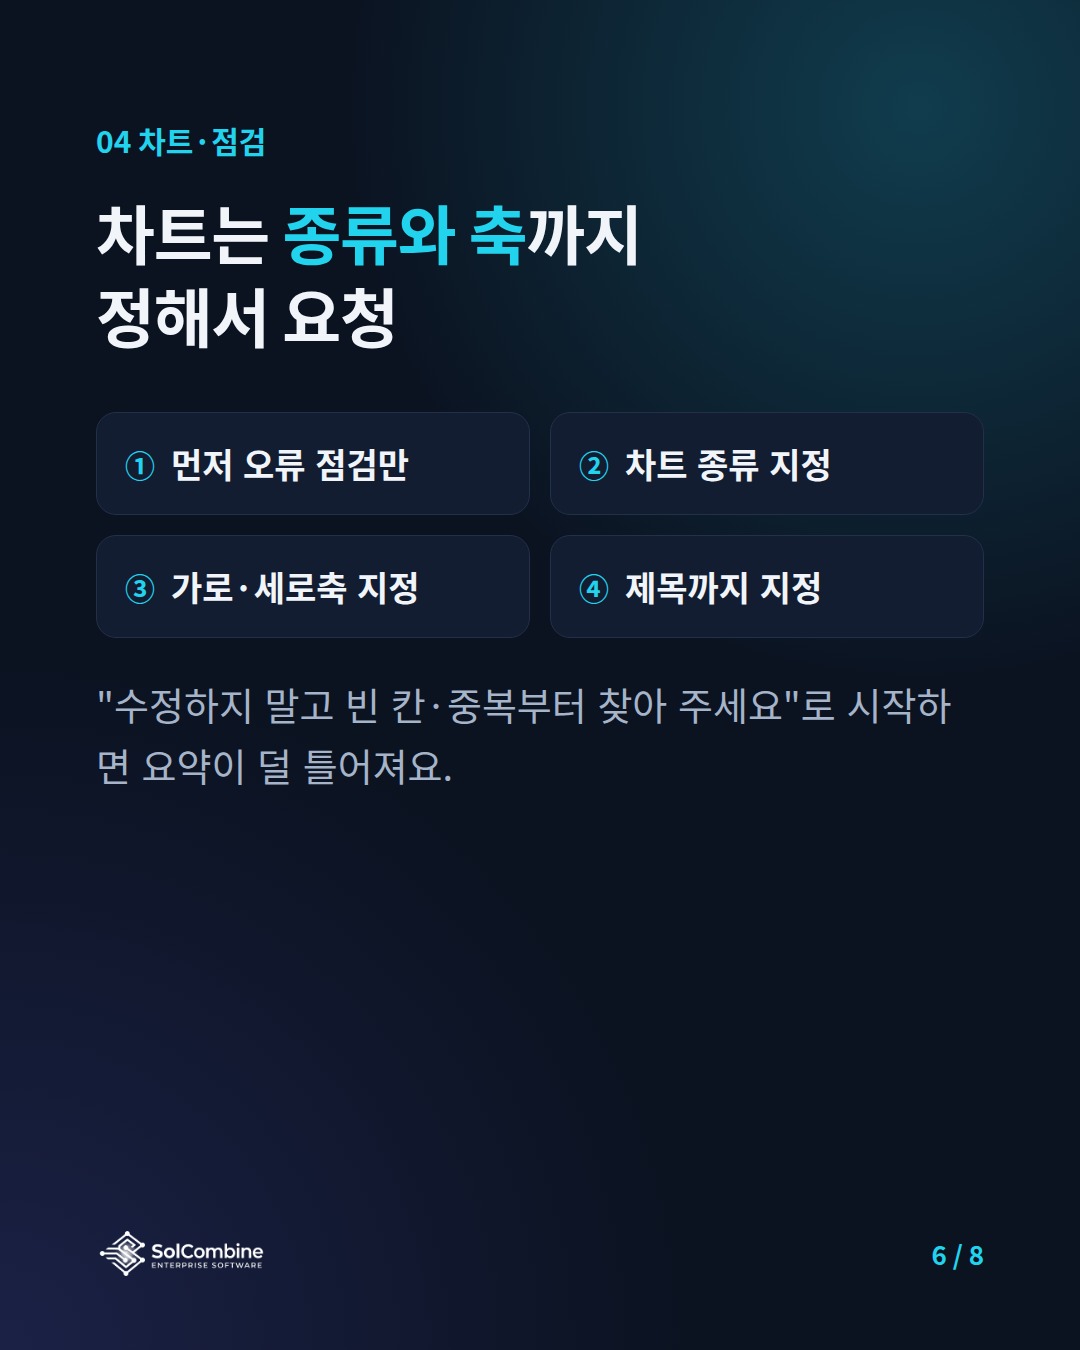 04 차트·점검
차트는 종류와 축까지
정해서 요청
① 먼저 오류 점검만
② 차트 종류 지정
③ 가로·세로축 지정
④ 제목까지 지정
"수정하지 말고 빈 칸·중복부터 찾아 주세요"로 시작하
면 요약이 덜 틀어져요.
SolCombine
ENTERPRISE SOFTWARE
6 / 8